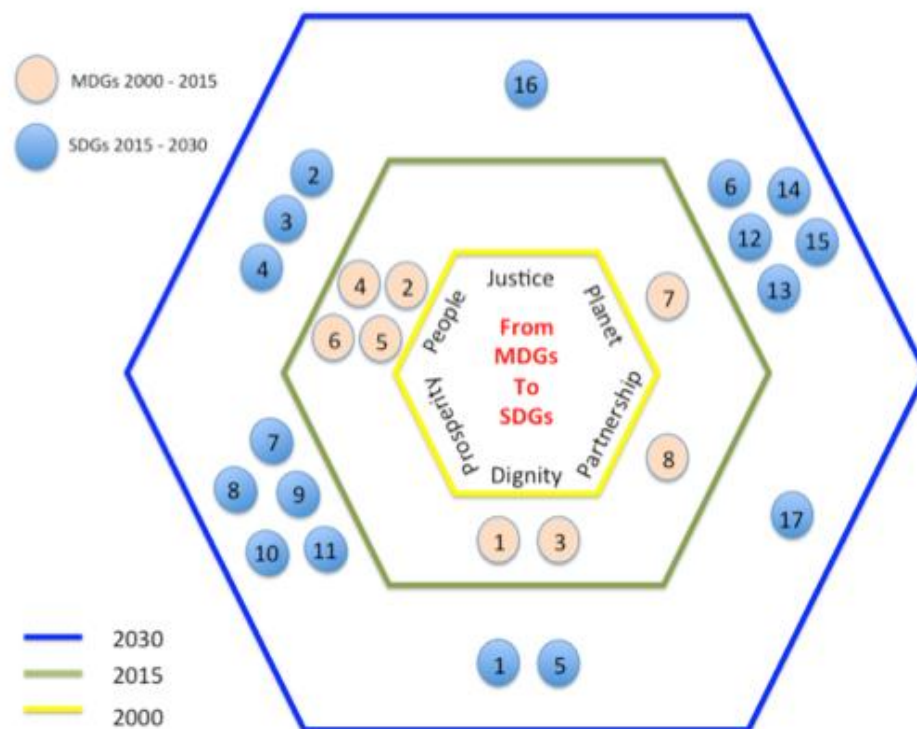 MDGs 2000 - 2015
SDGs 2015 - 2030
16
2
3
4
6
14
12
15
13
4
2
6
5
7
Justice
People
Planet
From
MDGs
To
SDGs
Prosperity
Partnership
Dignity
8
1
3
7
8
9
10
11
17
1
5
2030
2015
2000